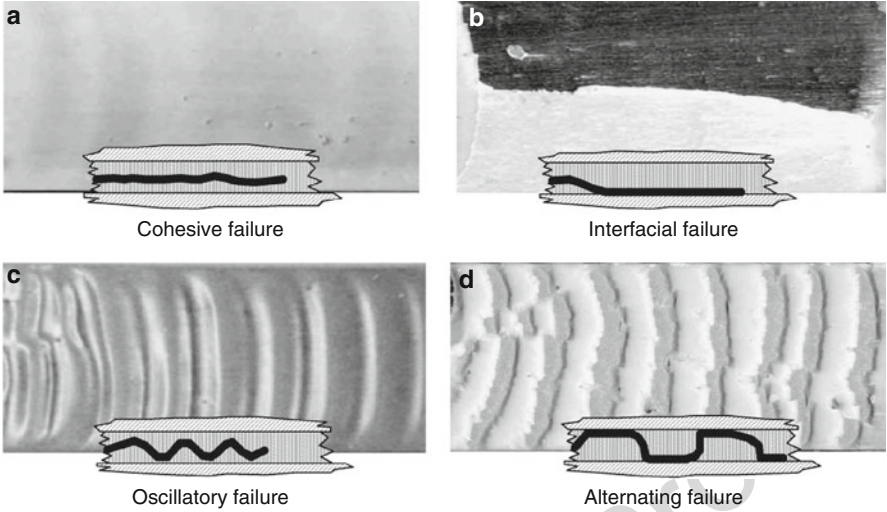 a
b
Cohesive failure
Interfacial failure
c
d
Oscillatory failure
Alternating failure